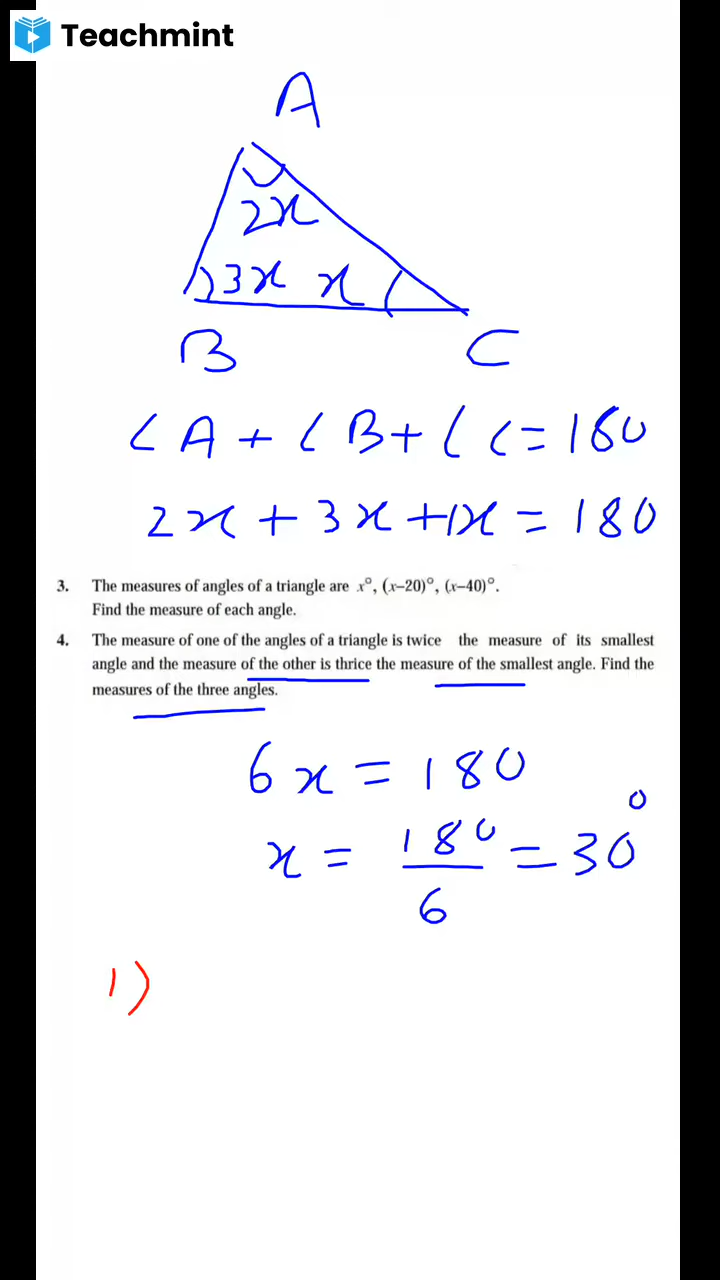 Teachmint
A
2x
3x x
B C
∠A + ∠B + ∠C = 180
2x + 3x + 1x = 180
3. The measures of angles of a triangle are x°, (x–20)°, (x–40)°.
Find the measure of each angle.
4. The measure of one of the angles of a triangle is twice the measure of its smallest
angle and the measure of the other is thrice the measure of the smallest angle. Find the
measures of the three angles.
6x = 180
x = 180/6 = 30°
1)